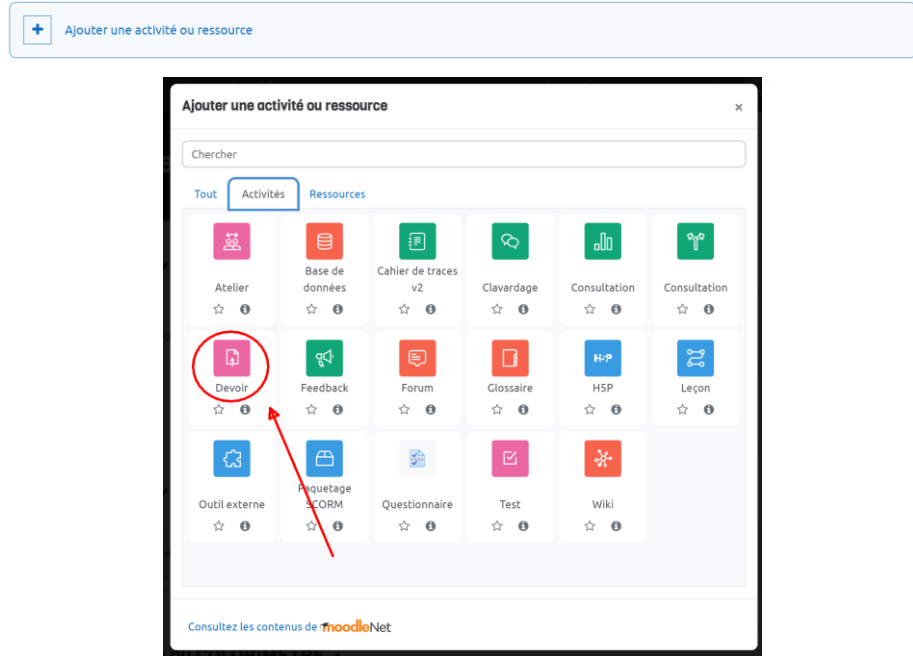 Ajouter une activité ou ressource
Ajouter une activité ou ressource
×
Chercher
Tout Activités Ressources
Atelier
Base de données
Cahier de traces v2
Clavardage
Consultation
Consultation
Devoir
Feedback
Forum
Glossaire
H5P
H5P
Leçon
Outil externe
Paquetage SCORM
Questionnaire
Test
Wiki
Consultez les contenus de moodleNet